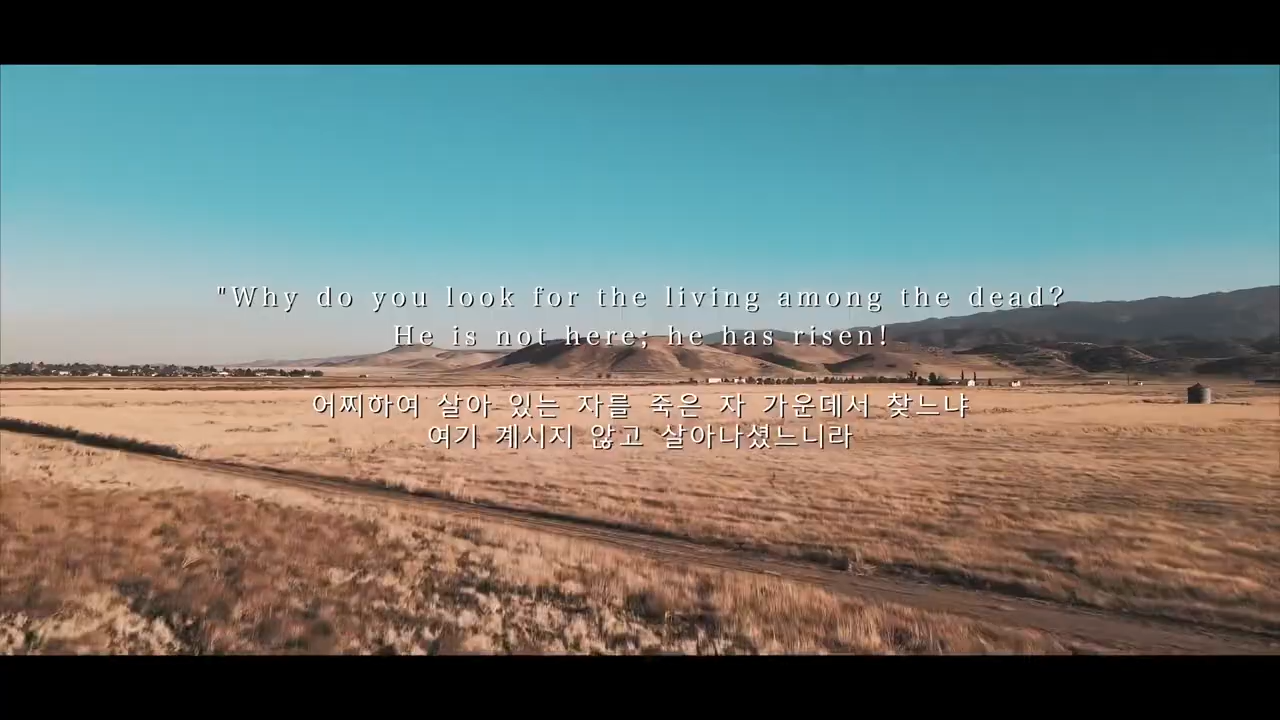 "Why do you look for the living among the dead?
He is not here; he has risen!
어찌하여 살아 있는 자를 죽은 자 가운데서 찾느냐
여기 계시지 않고 살아나셨느니라